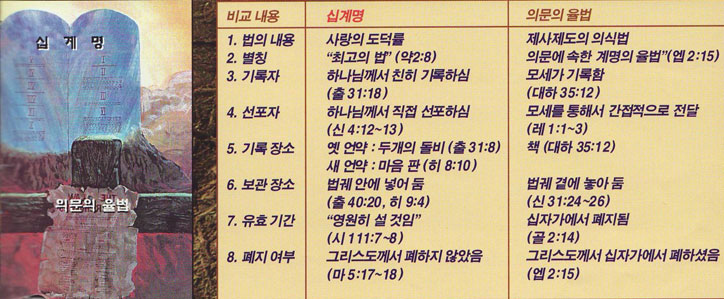 십 계 명
의문의 율법
비교 내용 십계명 의문의 율법
1. 법의 내용 사랑의 도덕률 제사제도의 의식법
2. 별칭 “최고의 법” (약2:8) 의문에 속한 계명의 율법”(엡 2:15)
3. 기록자 하나님께서 친히 기록하심 모세가 기록함
(출 31:18) (대하 35:12)
4. 선포자 하나님께서 직접 선포하심 모세를 통해서 간접적으로 전달
(신 4:12~13) (레 1:1~3)
5. 기록 장소 옛 언약 : 두개의 돌비 (출 31:8) 책 (대하 35:12)
새 언약 : 마음 판 (히 8:10)
6. 보관 장소 법궤 안에 넣어 둠 법궤 곁에 놓아 둠
(출 40:20, 히 9:4) (신 31:24~26)
7. 유효 기간 “영원히 설 것임” 십자가에서 폐지됨
(시 111:7~8) (골 2:14)
8. 폐지 여부 그리스도께서 폐하지 않았음 그리스도께서 십자가에서 폐하셨음
(마 5:17~18) (엡 2:15)